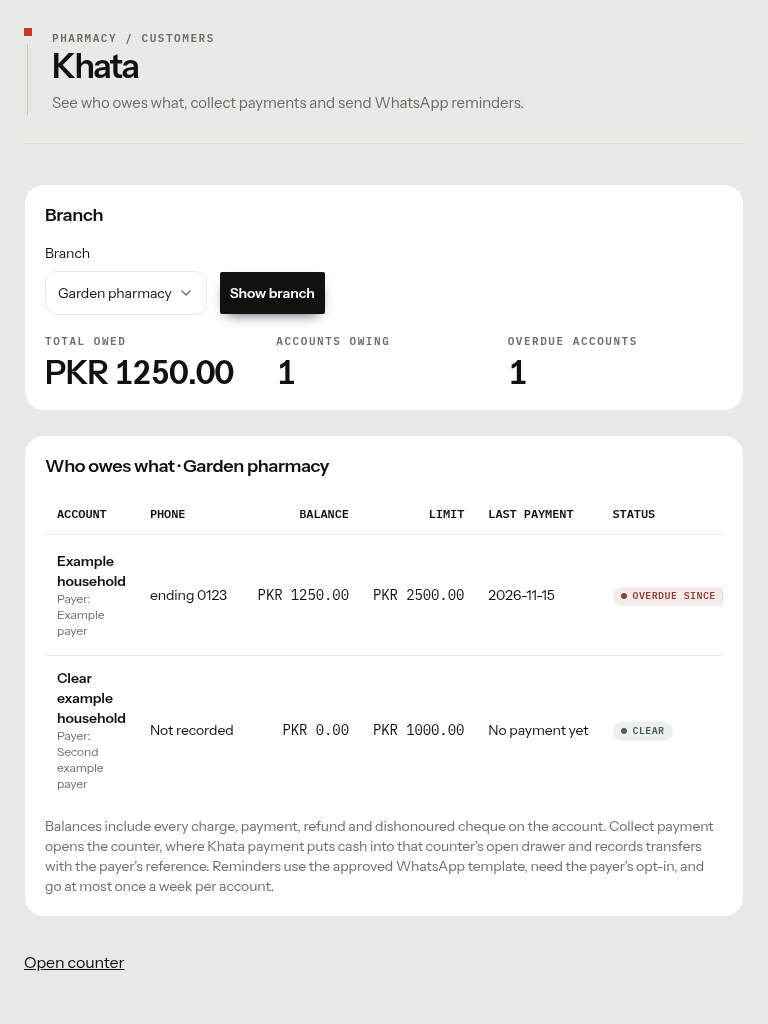 PHARMACY / CUSTOMERS
Khata
See who owes what, collect payments and send WhatsApp reminders.
Branch
Branch
Garden pharmacy
Show branch
TOTAL OWED ACCOUNTS OWING OVERDUE ACCOUNTS
PKR 1250.00 1 1
Who owes what · Garden pharmacy
ACCOUNT PHONE BALANCE LIMIT LAST PAYMENT STATUS
Example
household
Payer:
Example
payer
ending 0123 PKR 1250.00 PKR 2500.00 2026-11-15 OVERDUE SINCE
Clear
example
household
Payer:
Second
example
payer
Not recorded PKR 0.00 PKR 1000.00 No payment yet CLEAR
Balances include every charge, payment, refund and dishonoured cheque on the account. Collect payment
opens the counter, where Khata payment puts cash into that counter's open drawer and records transfers
with the payer's reference. Reminders use the approved WhatsApp template, need the payer's opt-in, and
go at most once a week per account.
Open counter